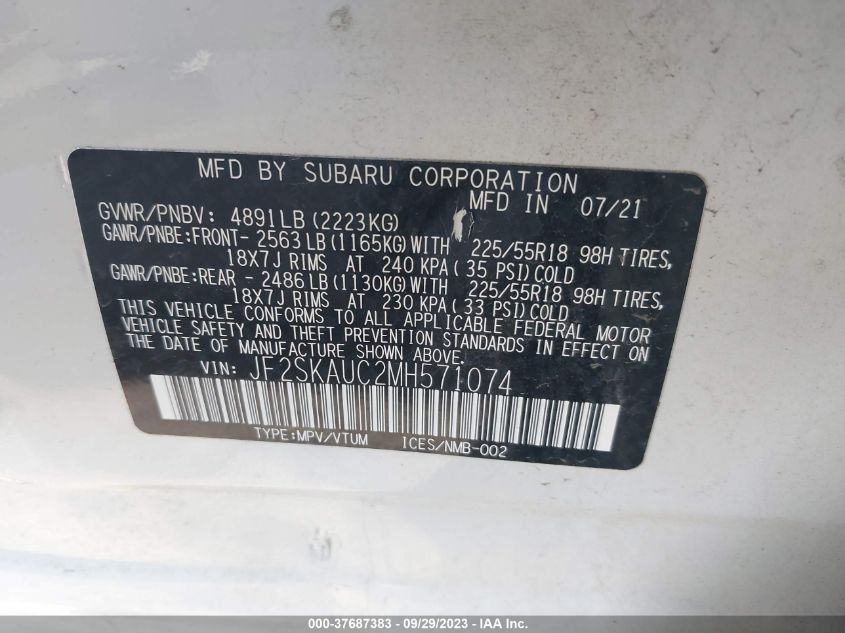 MFD BY SUBARU CORPORATION
MFD IN 07/21
GVWR/PNBV: 4891LB(2223KG)
GAWR/PNBE:FRONT- 2563LB(1165KG)WITH 225/55R18 98H TIRES,
18X7J RIMS AT 240 KPA(35 PSI)COLD
GAWR/PNBE:REAR - 2486LB(1130KG)WITH 225/55R18 98H TIRES,
18X7J RIMS AT 230 KPA(33 PSI)COLD
THIS VEHICLE CONFORMS TO ALL APPLICABLE FEDERAL MOTOR
VEHICLE SAFETY AND THEFT PREVENTION STANDARDS IN EFFECT ON
THE DATE OF MANUFACTURE SHOWN ABOVE.
VIN: JF2SKAUC2MH571074
TYPE:MPV/VTUM ICES/NMB-002
000-37687383 - 09/29/2023 - IAA, Inc.